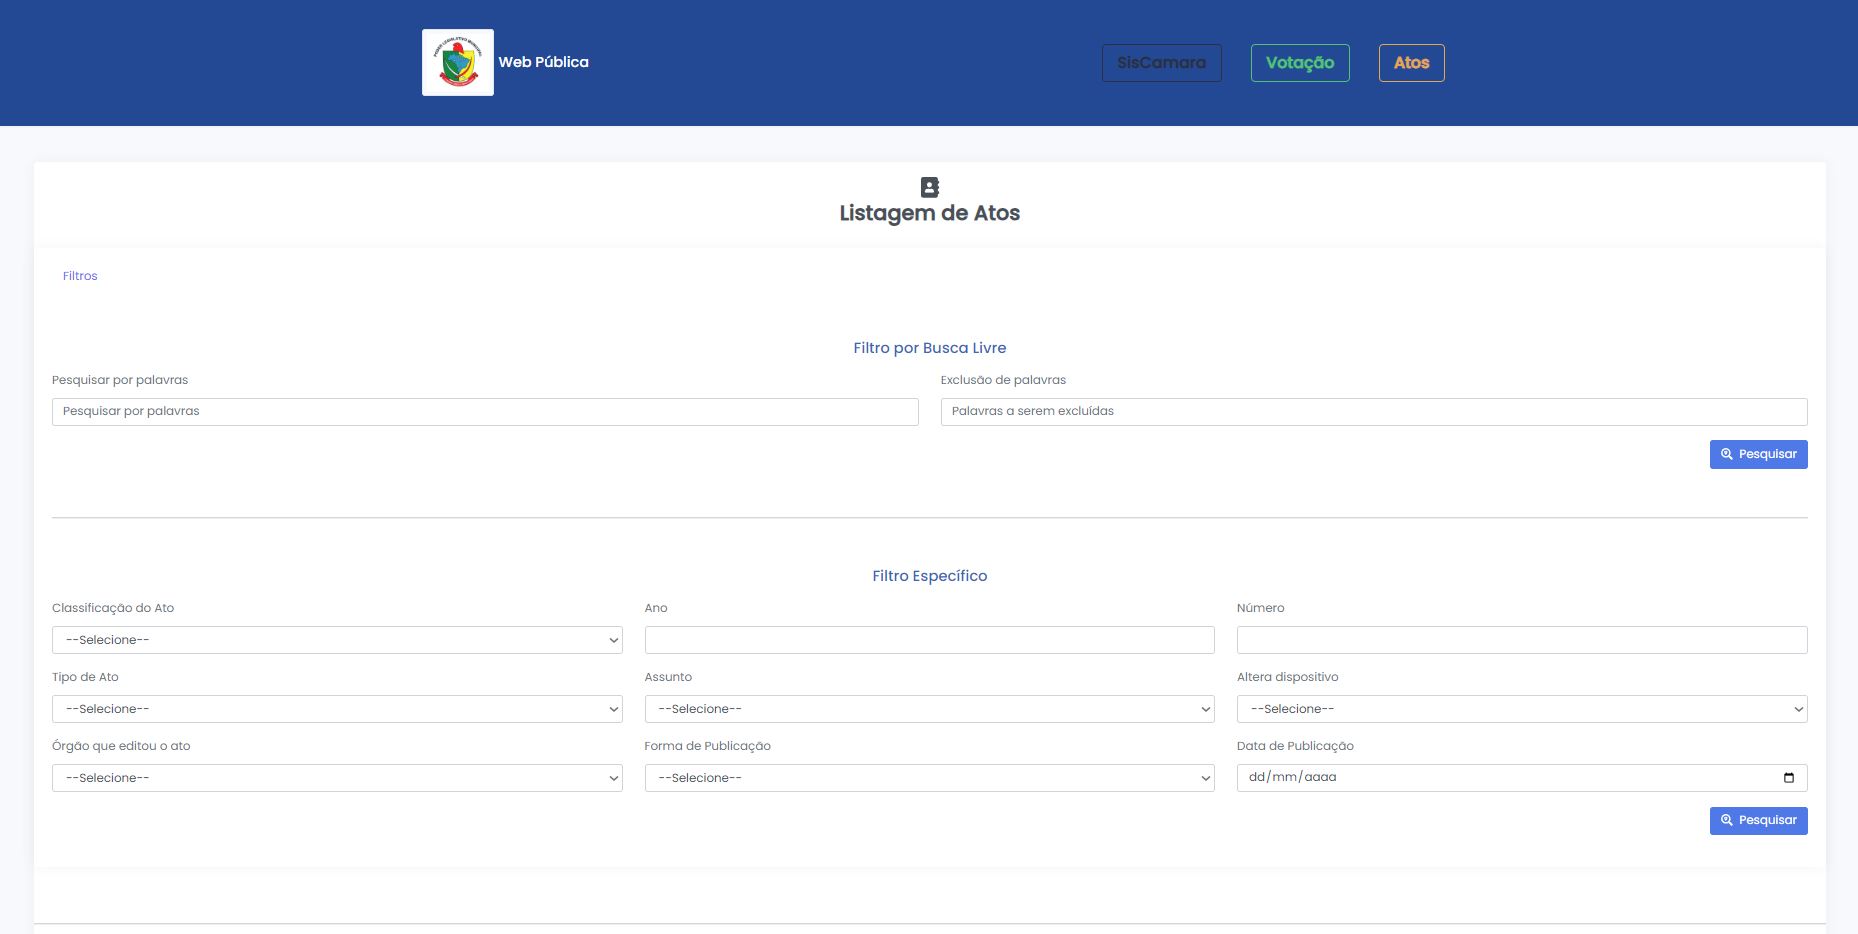 PODER LEGISLATIVO MUNICIPAL
Web Pública
SisCamara
Votação
Atos
Listagem de Atos
Filtros
Filtro por Busca Livre
Pesquisar por palavras
Exclusão de palavras
Pesquisar por palavras
Palavras a serem excluídas
Pesquisar
Filtro Específico
Classificação do Ato
Ano
Número
--Selecione--
Tipo de Ato
Assunto
Altera dispositivo
--Selecione--
--Selecione--
--Selecione--
Órgão que editou o ato
Forma de Publicação
Data de Publicação
--Selecione--
--Selecione--
dd/mm/aaaa
Pesquisar